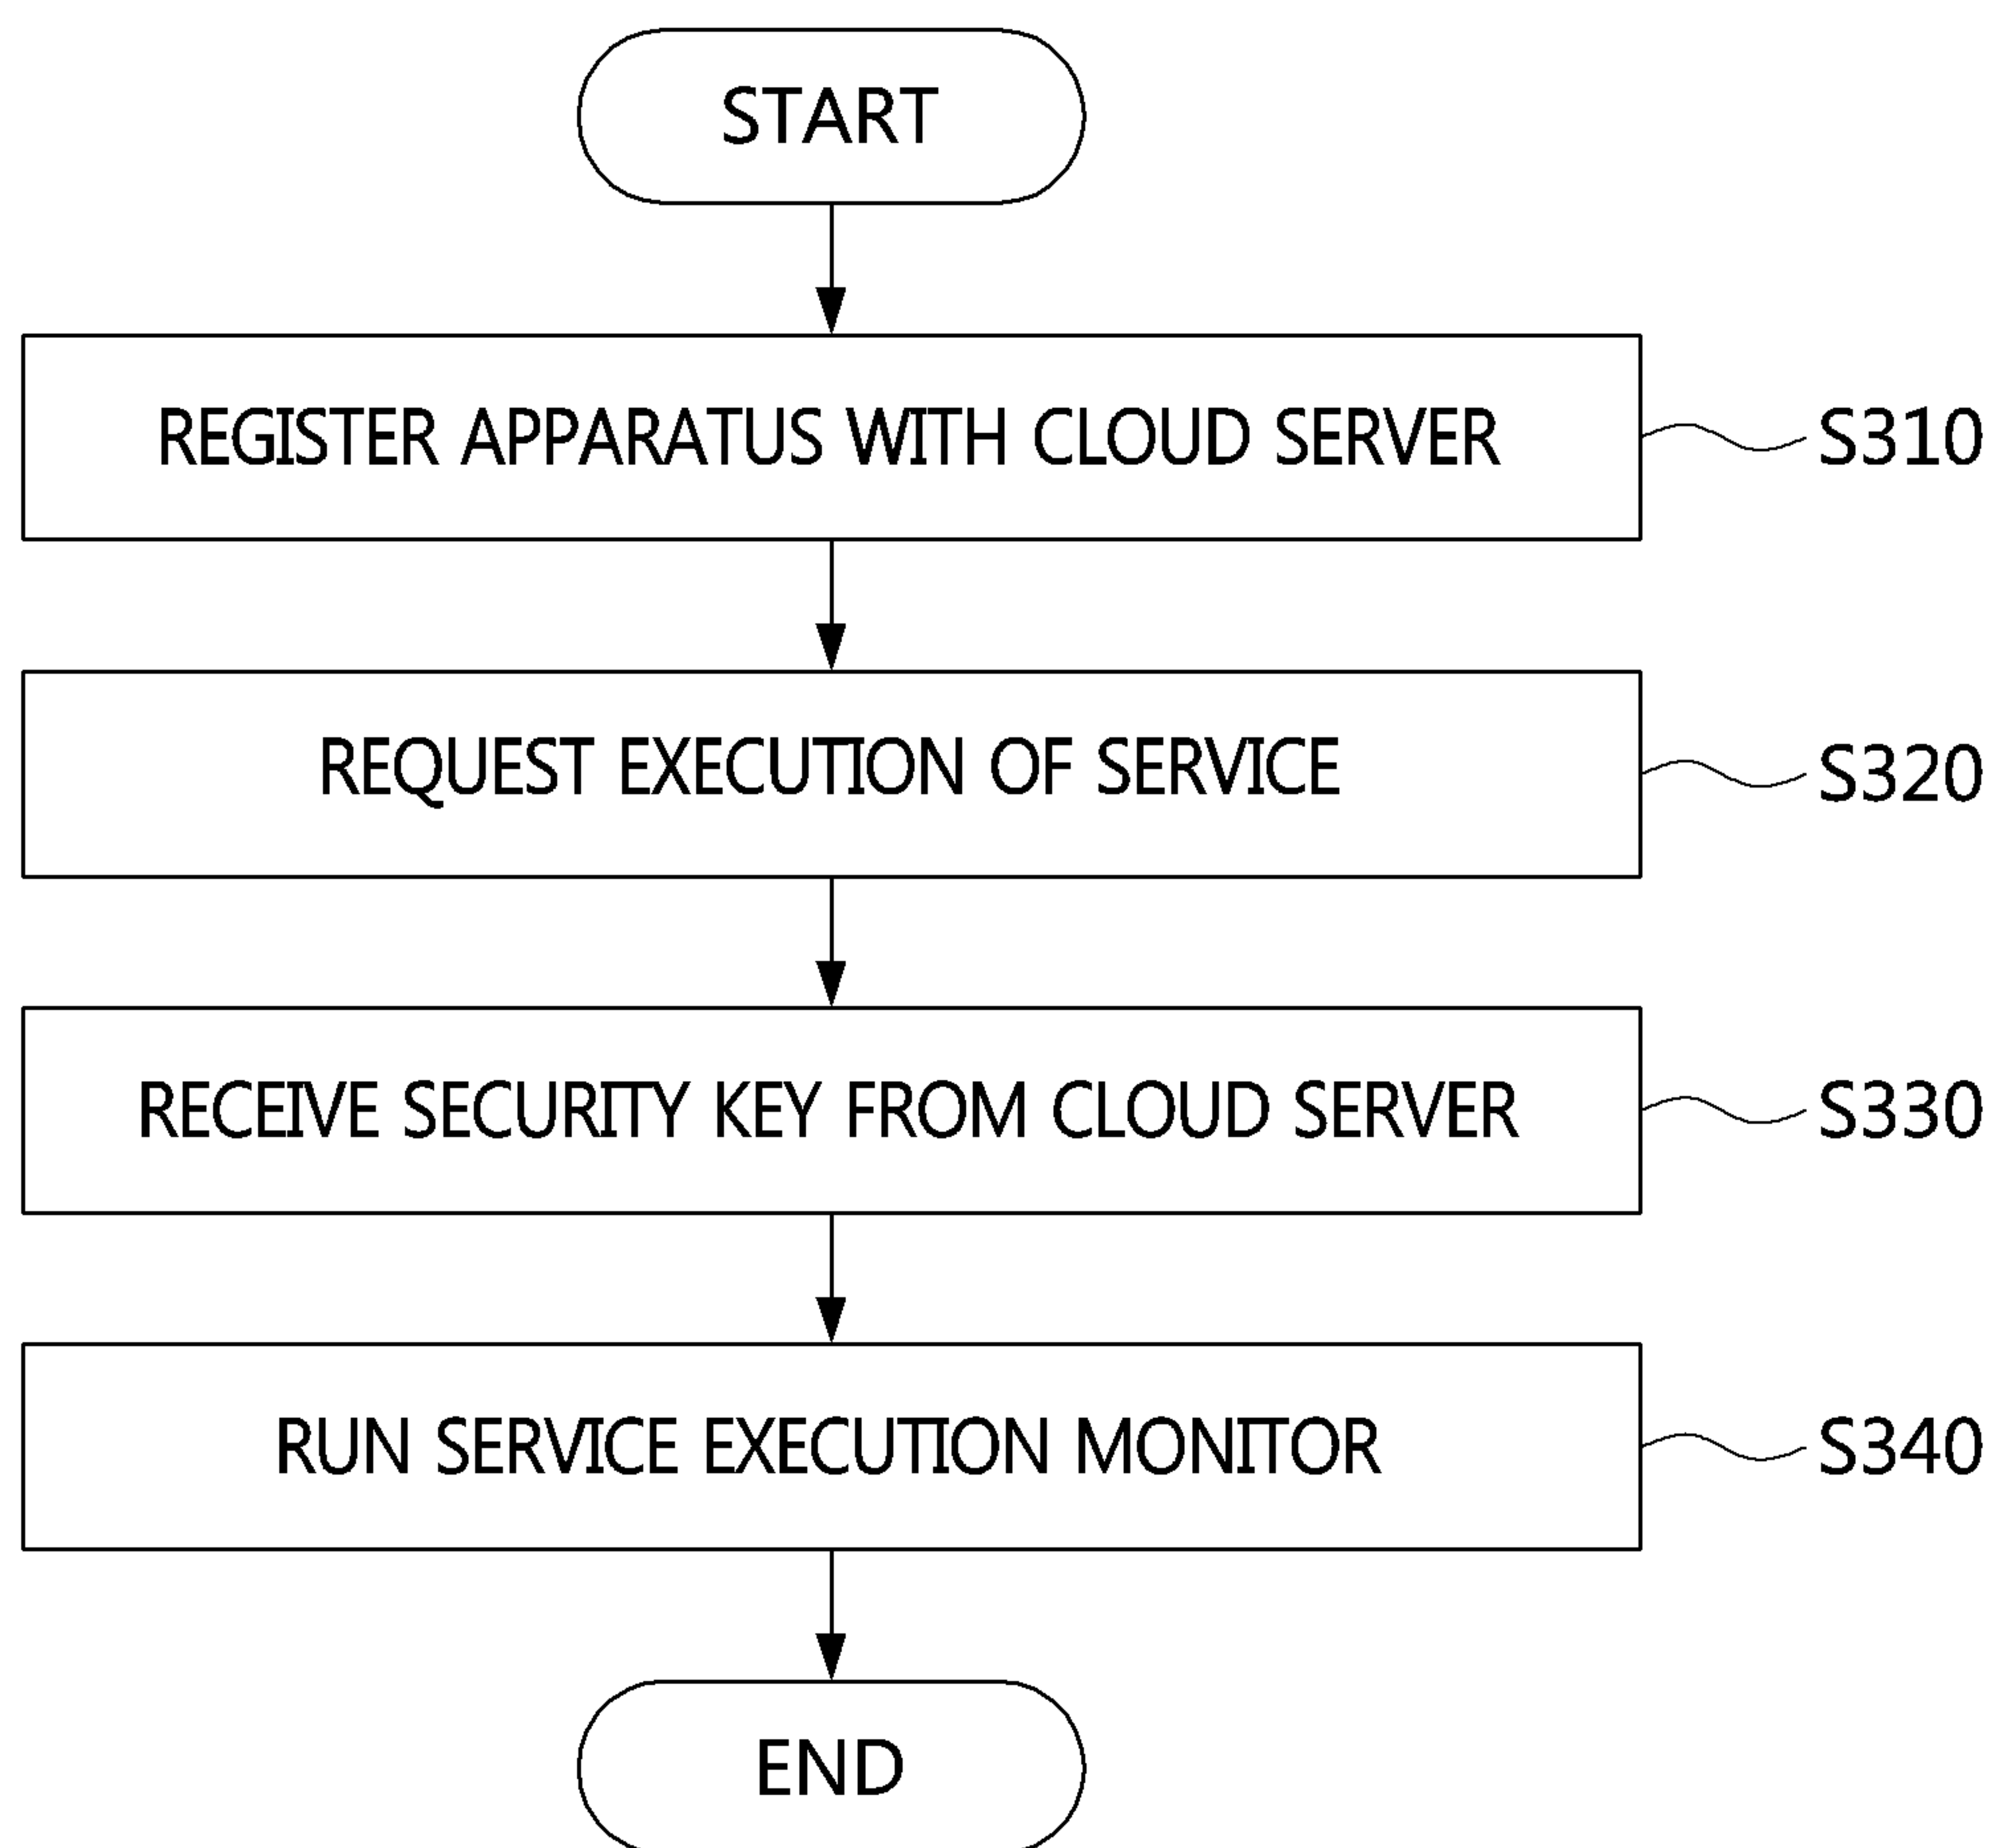 START
REGISTER APPARATUS WITH CLOUD SERVER
S310
REQUEST EXECUTION OF SERVICE
S320
RECEIVE SECURITY KEY FROM CLOUD SERVER
S330
RUN SERVICE EXECUTION MONITOR
S340
END